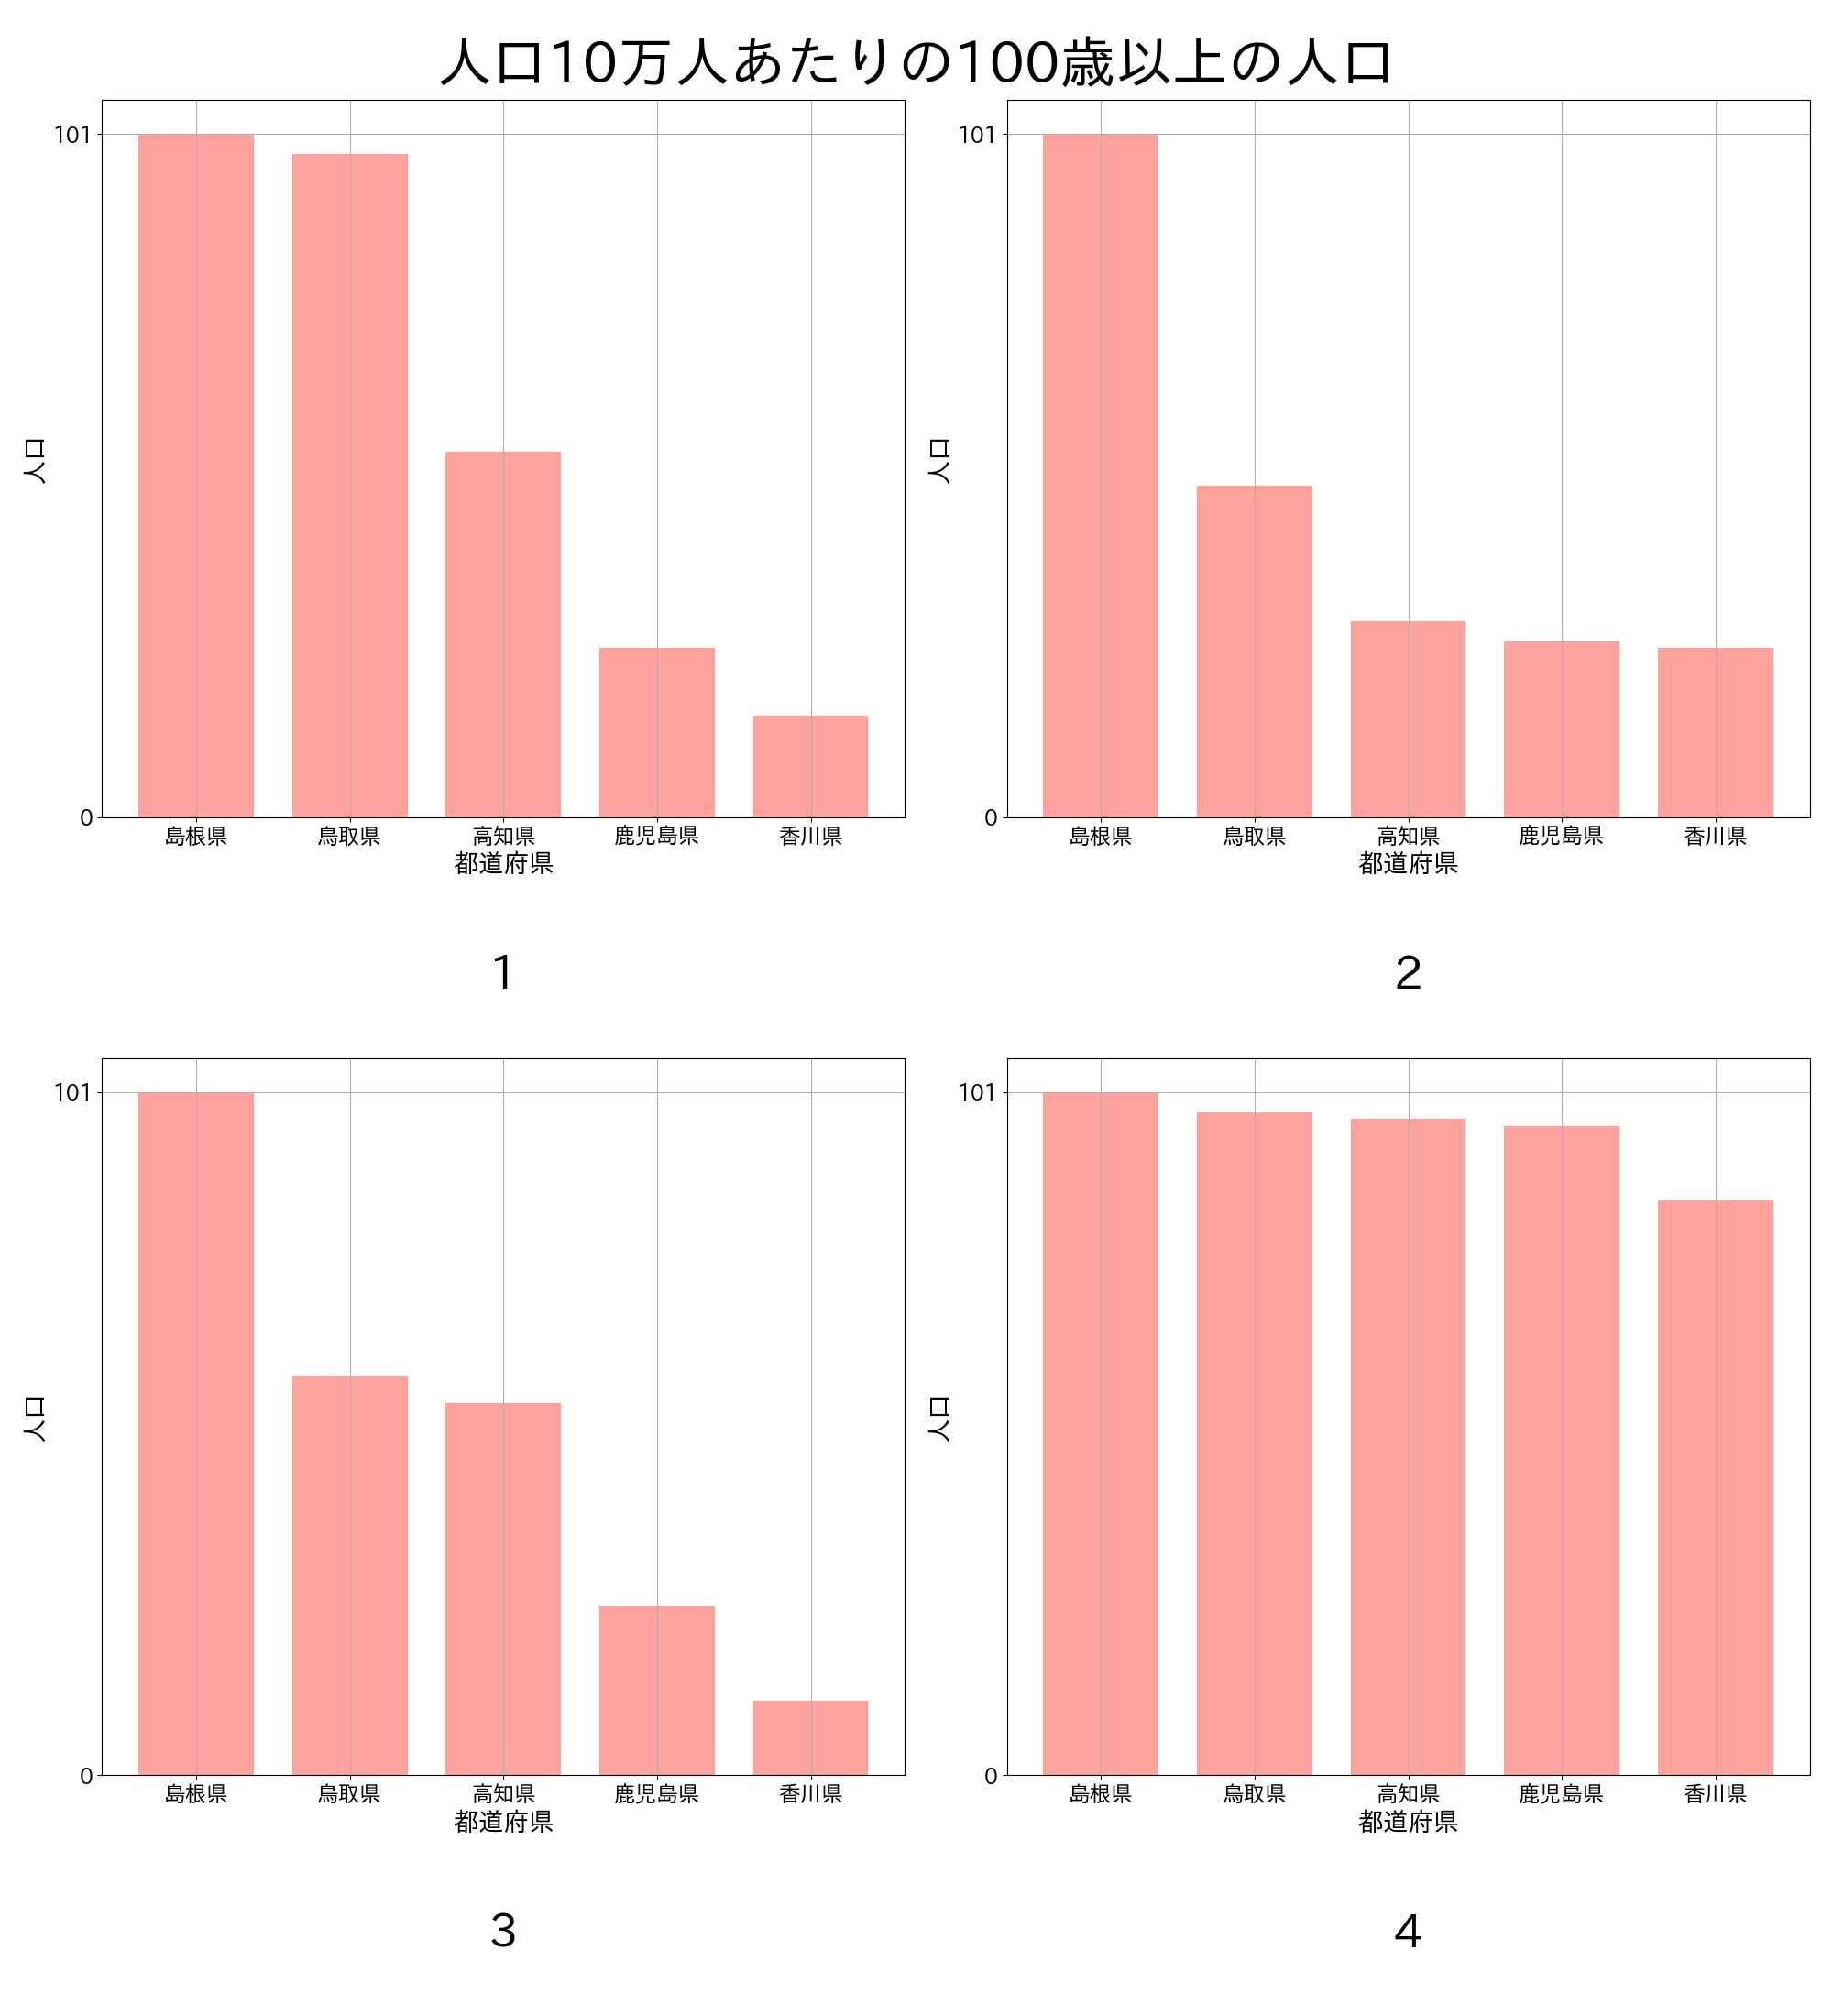 人口10万人あたりの100歳以上の人口
101
0
人口
島根県 鳥取県 高知県 鹿児島県 香川県
都道府県
1
101
0
人口
島根県 鳥取県 高知県 鹿児島県 香川県
都道府県
2
101
0
人口
島根県 鳥取県 高知県 鹿児島県 香川県
都道府県
3
101
0
人口
島根県 鳥取県 高知県 鹿児島県 香川県
都道府県
4